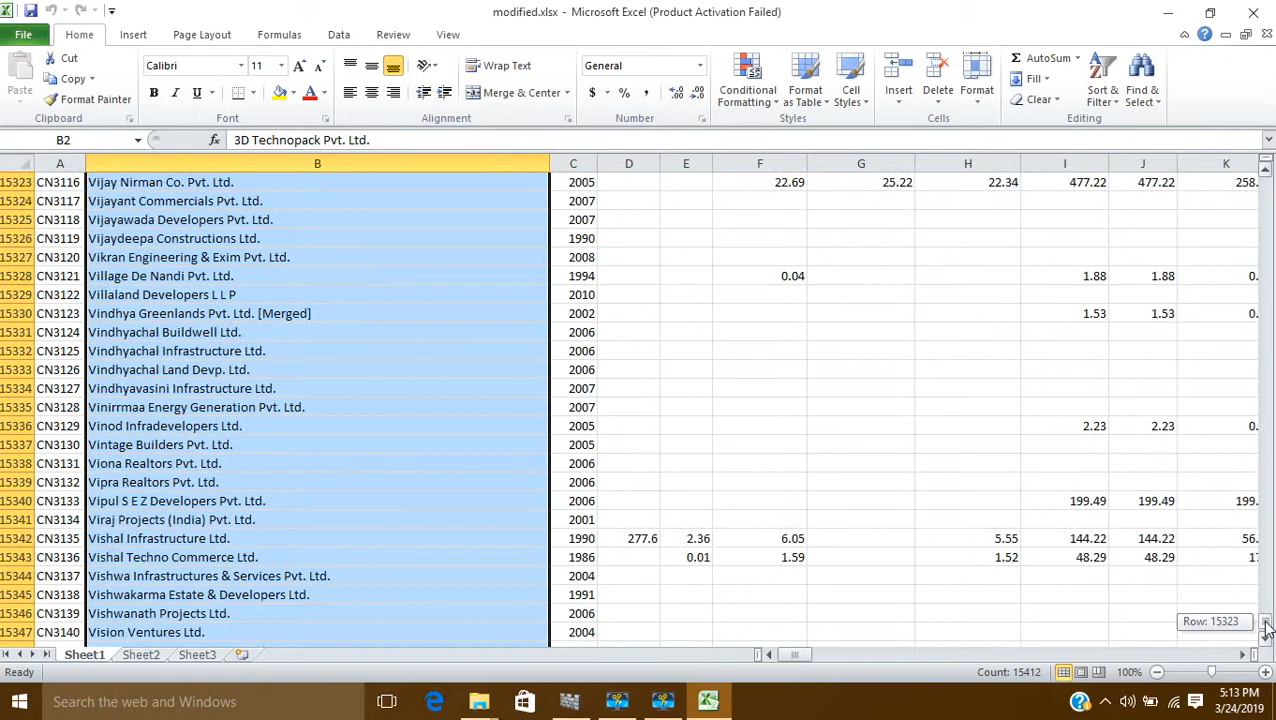 modified.xlsx - Microsoft Excel (Product Activation Failed)
File Home Insert Page Layout Formulas Data Review View
Paste Cut Copy Format Painter Clipboard
Calibri 11 A A B I U A Font
Wrap Text Merge & Center Alignment
General $ % , Number
Conditional Formatting Format as Table Cell Styles Styles
Insert Delete Format Cells
Σ AutoSum Fill Clear Sort & Filter Find & Select Editing
B2 fx 3D Technopack Pvt. Ltd.
A B C D E F G H I J K
15323 CN3116 Vijay Nirman Co. Pvt. Ltd. 2005 22.69 25.22 22.34 477.22 477.22 258.
15324 CN3117 Vijayant Commercials Pvt. Ltd. 2007
15325 CN3118 Vijayawada Developers Pvt. Ltd. 2007
15326 CN3119 Vijaydeepa Constructions Ltd. 1990
15327 CN3120 Vikran Engineering & Exim Pvt. Ltd. 2008
15328 CN3121 Village De Nandi Pvt. Ltd. 1994 0.04 1.88 1.88 0.
15329 CN3122 Villaland Developers L L P 2010
15330 CN3123 Vindhya Greenlands Pvt. Ltd. [Merged] 2002 1.53 1.53 0.
15331 CN3124 Vindhyachal Buildwell Ltd. 2006
15332 CN3125 Vindhyachal Infrastructure Ltd. 2006
15333 CN3126 Vindhyachal Land Devp. Ltd. 2006
15334 CN3127 Vindhyavasini Infrastructure Ltd. 2007
15335 CN3128 Vinirrmaa Energy Generation Pvt. Ltd. 2007
15336 CN3129 Vinod Infradevelopers Ltd. 2005 2.23 2.23 0.
15337 CN3130 Vintage Builders Pvt. Ltd. 2005
15338 CN3131 Viona Realtors Pvt. Ltd. 2006
15339 CN3132 Vipra Realtors Pvt. Ltd. 2006
15340 CN3133 Vipul S E Z Developers Pvt. Ltd. 2006 199.49 199.49 199.
15341 CN3134 Viraj Projects (India) Pvt. Ltd. 2001
15342 CN3135 Vishal Infrastructure Ltd. 1990 277.6 2.36 6.05 5.55 144.22 144.22 56.
15343 CN3136 Vishal Techno Commerce Ltd. 1986 0.01 1.59 1.52 48.29 48.29 17
15344 CN3137 Vishwa Infrastructures & Services Pvt. Ltd. 2004
15345 CN3138 Vishwakarma Estate & Developers Ltd. 1991
15346 CN3139 Vishwanath Projects Ltd. 2006
Row: 15323
15347 CN3140 Vision Ventures Ltd. 2004
Sheet1 Sheet2 Sheet3
Ready Count: 15412 100%
Search the web and Windows
5:13 PM
3/24/2019